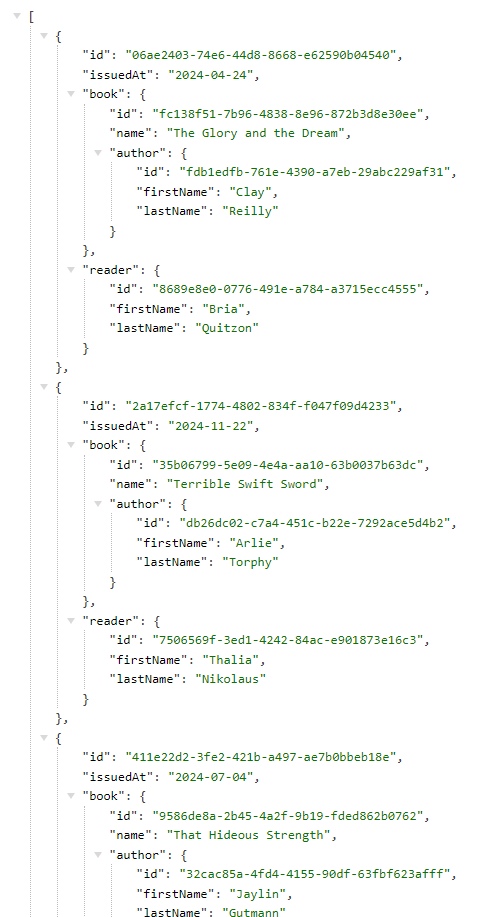 [
{
"id": "06ae2403-74e6-44d8-8668-e62590b04540",
"issuedAt": "2024-04-24",
"book": {
"id": "fc138f51-7b96-4838-8e96-872b3d8e30ee",
"name": "The Glory and the Dream",
"author": {
"id": "fdb1edfb-761e-4390-a7eb-29abc229af31",
"firstName": "Clay",
"lastName": "Reilly"
}
},
"reader": {
"id": "8689e8e0-0776-491e-a784-a3715ecc4555",
"firstName": "Bria",
"lastName": "Quitzon"
}
},
{
"id": "2a17efcf-1774-4802-834f-f047f09d4233",
"issuedAt": "2024-11-22",
"book": {
"id": "35b06799-5e09-4e4a-aa10-63b0037b63dc",
"name": "Terrible Swift Sword",
"author": {
"id": "db26dc02-c7a4-451c-b22e-7292ace5d4b2",
"firstName": "Arlie",
"lastName": "Torphy"
}
},
"reader": {
"id": "7506569f-3ed1-4242-84ac-e901873e16c3",
"firstName": "Thalia",
"lastName": "Nikolaus"
}
},
{
"id": "411e22d2-3fe2-421b-a497-ae7b0bbeb18e",
"issuedAt": "2024-07-04",
"book": {
"id": "9586de8a-2b45-4a2f-9b19-fded862b0762",
"name": "That Hideous Strength",
"author": {
"id": "32cac85a-4fd4-4155-90df-63fbf623afff",
"firstName": "Jaylin",
"lastName": "Gutmann"